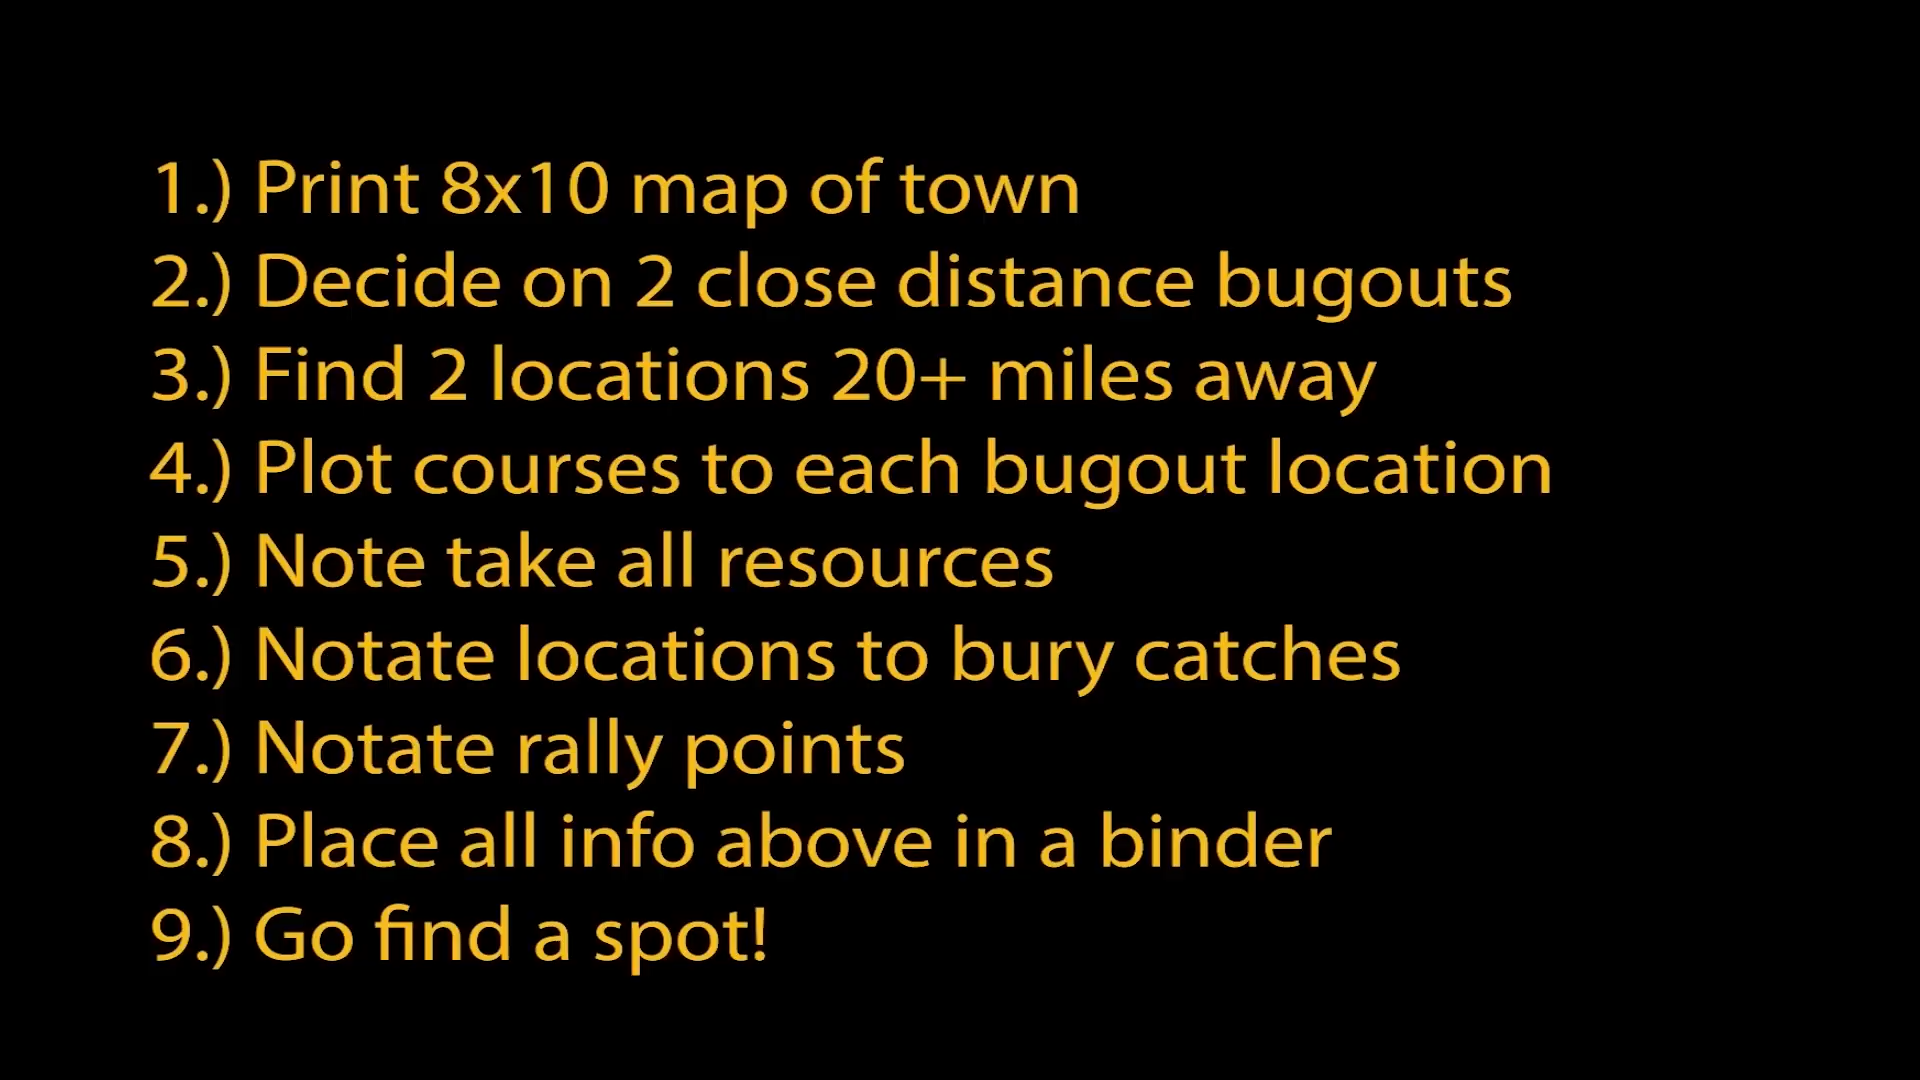 1.) Print 8x10 map of town
2.) Decide on 2 close distance bugouts
3.) Find 2 locations 20+ miles away
4.) Plot courses to each bugout location
5.) Note take all resources
6.) Notate locations to bury catches
7.) Notate rally points
8.) Place all info above in a binder
9.) Go find a spot!